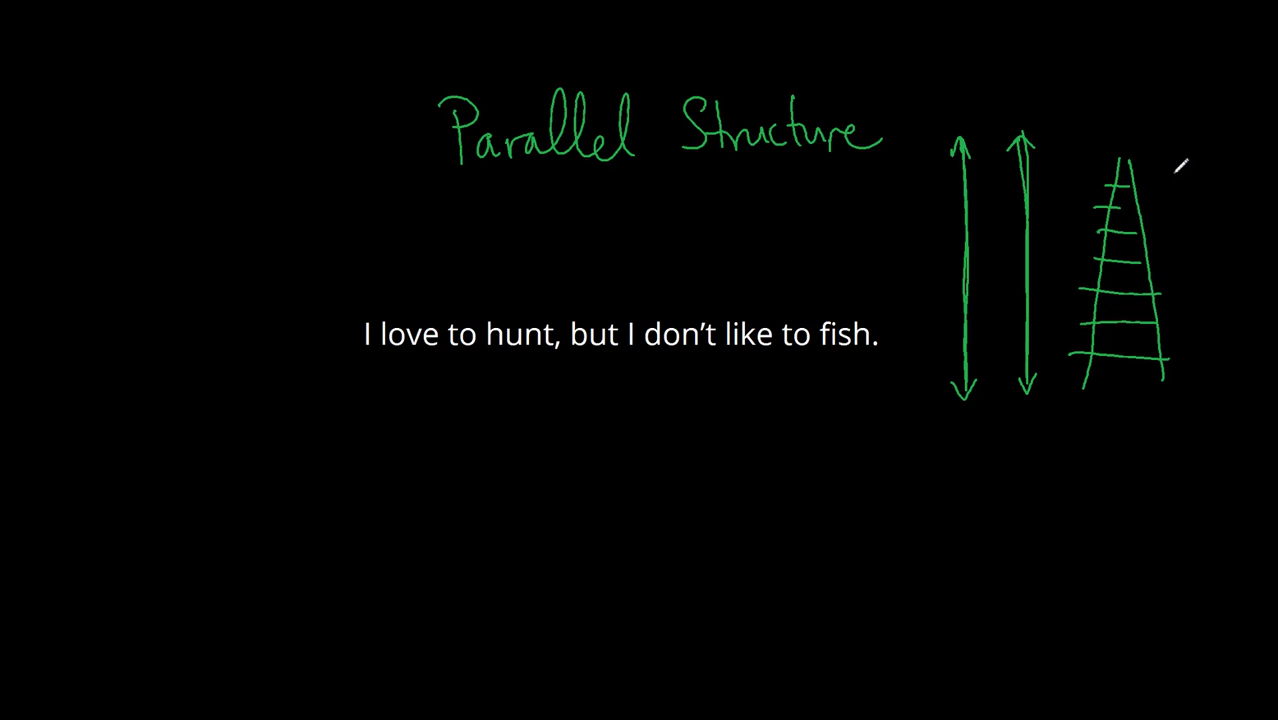 Parallel Structure
I love to hunt, but I don’t like to fish.